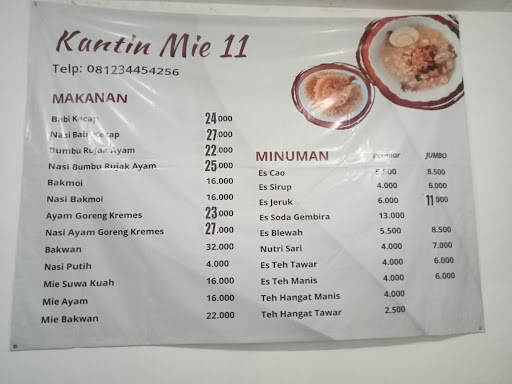 Kantin Mie 11
Telp: 081234454256
MAKANAN
Babi Kecap 24.000
Nasi Babi Kecap 27.000
Bumbu Rujak Ayam 22.000
Nasi Bumbu Rujak Ayam 25.000
Bakmoi 16.000
Nasi Bakmoi 16.000
Ayam Goreng Kremes 23.000
Nasi Ayam Goreng Kremes 27.000
Bakwan 32.000
Nasi Putih 4.000
Mie Suwa Kuah 16.000
Mie Ayam 16.000
Mie Bakwan 22.000
MINUMAN JUMBO
Es Cao 5.500 8.500
Es Sirup 4.000 6.000
Es Jeruk 6.000 11.000
Es Soda Gembira 13.000
Es Blewah 5.500 8.500
Nutri Sari 4.000 7.000
Es Teh Tawar 4.000 6.000
Es Teh Manis 4.000 6.000
Teh Hangat Manis 4.000
Teh Hangat Tawar 2.500